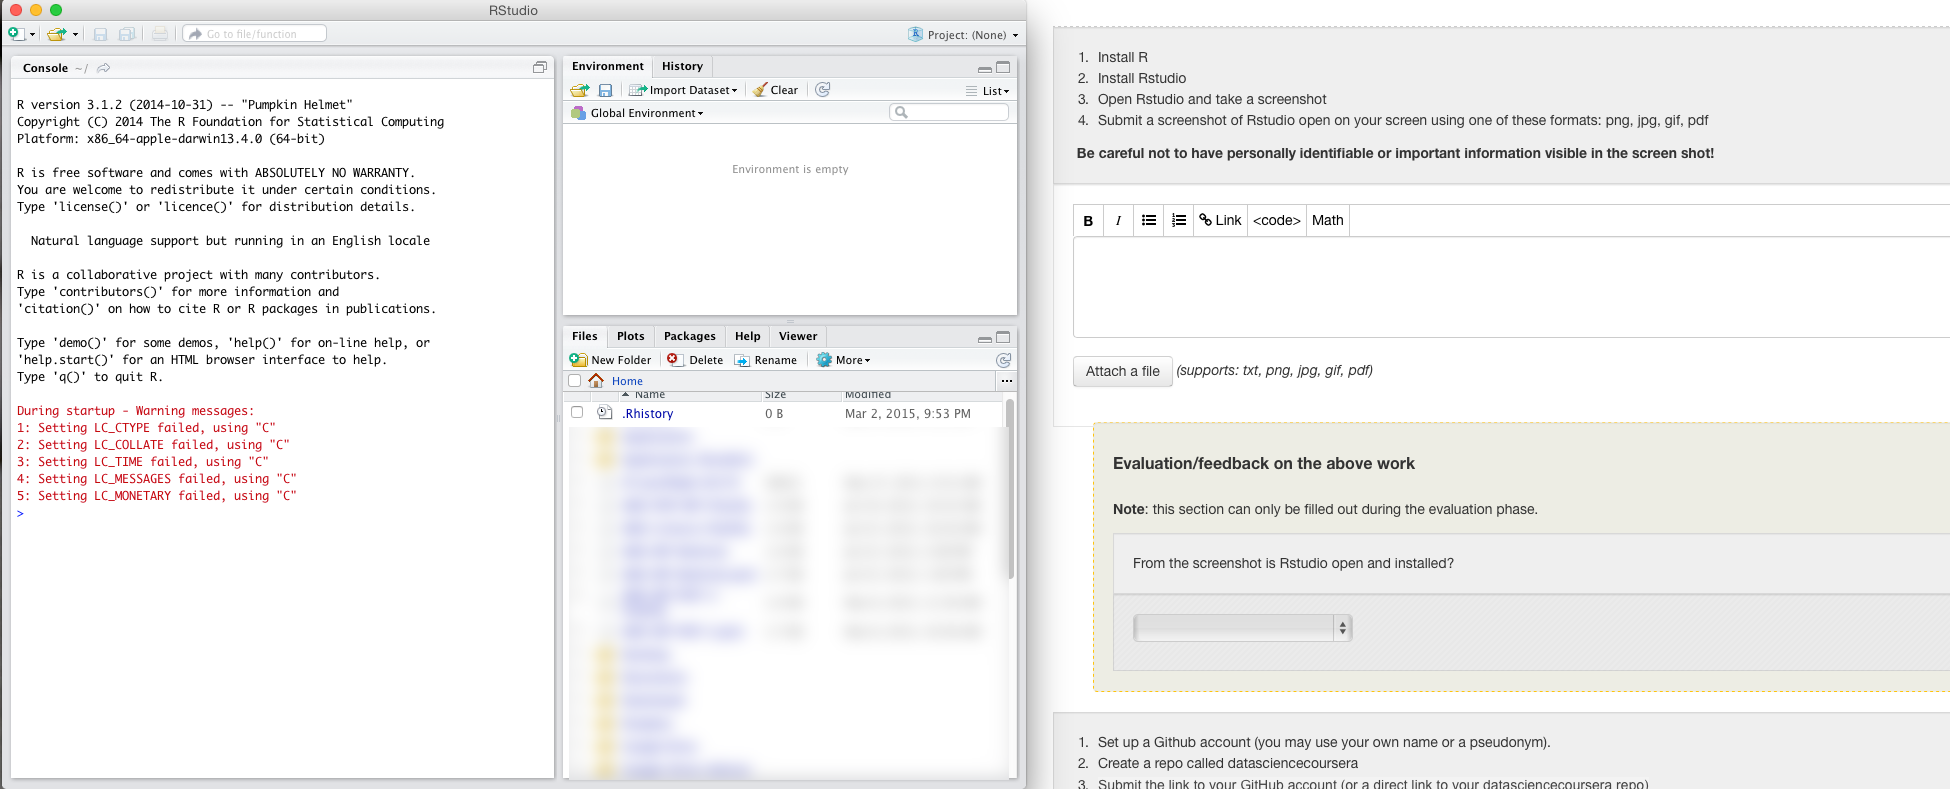 RStudio
Go to file/function
Project: (None)
Console ~/
R version 3.1.2 (2014-10-31) -- "Pumpkin Helmet"
Copyright (C) 2014 The R Foundation for Statistical Computing
Platform: x86_64-apple-darwin13.4.0 (64-bit)
R is free software and comes with ABSOLUTELY NO WARRANTY.
You are welcome to redistribute it under certain conditions.
Type 'license()' or 'licence()' for distribution details.
Natural language support but running in an English locale
R is a collaborative project with many contributors.
Type 'contributors()' for more information and
'citation()' on how to cite R or R packages in publications.
Type 'demo()' for some demos, 'help()' for on-line help, or
'help.start()' for an HTML browser interface to help.
Type 'q()' to quit R.
During startup - Warning messages:
1: Setting LC_CTYPE failed, using "C"
2: Setting LC_COLLATE failed, using "C"
3: Setting LC_TIME failed, using "C"
4: Setting LC_MESSAGES failed, using "C"
5: Setting LC_MONETARY failed, using "C"
>
Environment History
Import Dataset Clear List
Global Environment
Environment is empty
Files Plots Packages Help Viewer
New Folder Delete Rename More
Home ...
Name Size Modified
.Rhistory 0 B Mar 2, 2015, 9:53 PM
1. Install R
2. Install Rstudio
3. Open Rstudio and take a screenshot
4. Submit a screenshot of Rstudio open on your screen using one of these formats: png, jpg, gif, pdf
Be careful not to have personally identifiable or important information visible in the screen shot!
B I Link <code> Math
Attach a file (supports: txt, png, jpg, gif, pdf)
Evaluation/feedback on the above work
Note: this section can only be filled out during the evaluation phase.
From the screenshot is Rstudio open and installed?
1. Set up a Github account (you may use your own name or a pseudonym).
2. Create a repo called datasciencecoursera
3. Submit the link to your GitHub account (or a direct link to your datasciencecoursera repo)